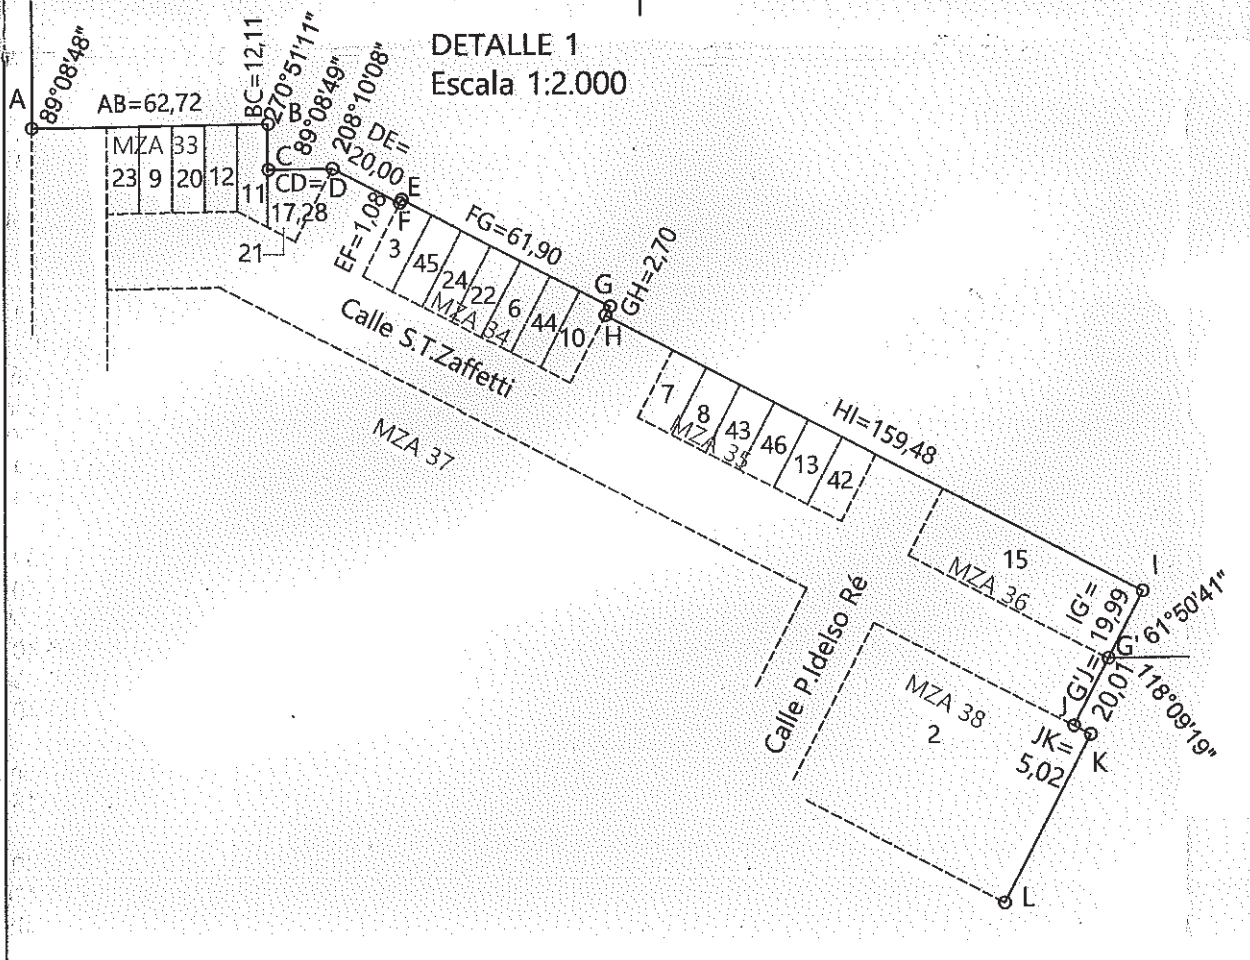 DETALLE 1
Escala 1:2.000
A
89°08'48"
AB=62,72
BC=12,11
270°51'11"
B
89°08'49"
208°10'08"
MZA 33
23
9
20
12
11
21
C
CD=
17,28
D
DE=
20,00
E
F
EF=1,08
FG=61,90
3
45
24
22
6
44
10
MZA 34
G
GH=2,70
H
Calle S.T.Zaffetti
MZA 37
HI=159,48
7
8
43
46
13
42
MZA 35
15
MZA 36
I
IG'=
19,99
G'
61°50'41"
118°09'19"
G'J=
20,01
Calle P.Idelso Ré
MZA 38
2
JK=
5,02
K
L